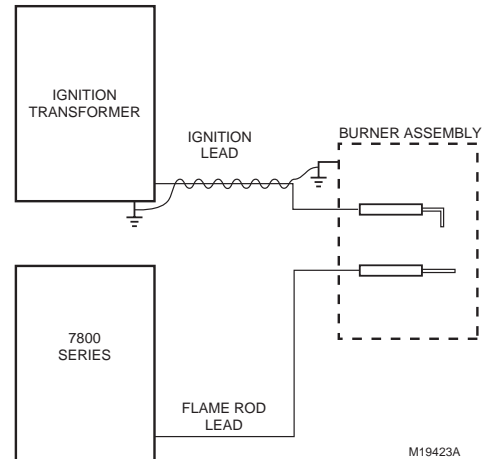 IGNITION
TRANSFORMER
IGNITION
LEAD
BURNER ASSEMBLY
7800
SERIES
FLAME ROD
LEAD
M19423A